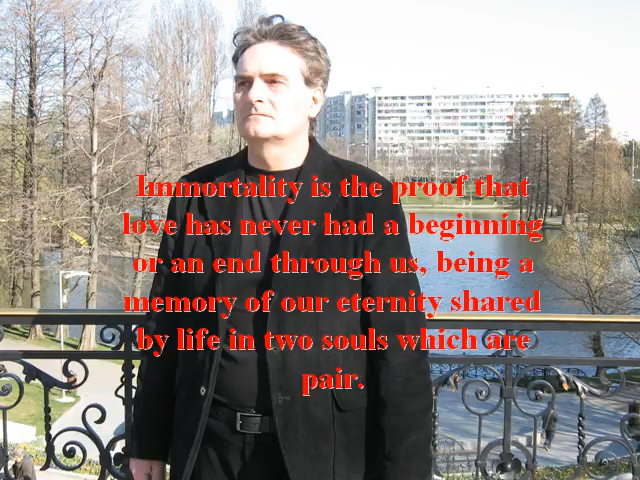 Immortality is the proof that
love has never had a beginning
or an end through us, being a
memory of our eternity shared
by life in two souls which are
pair.